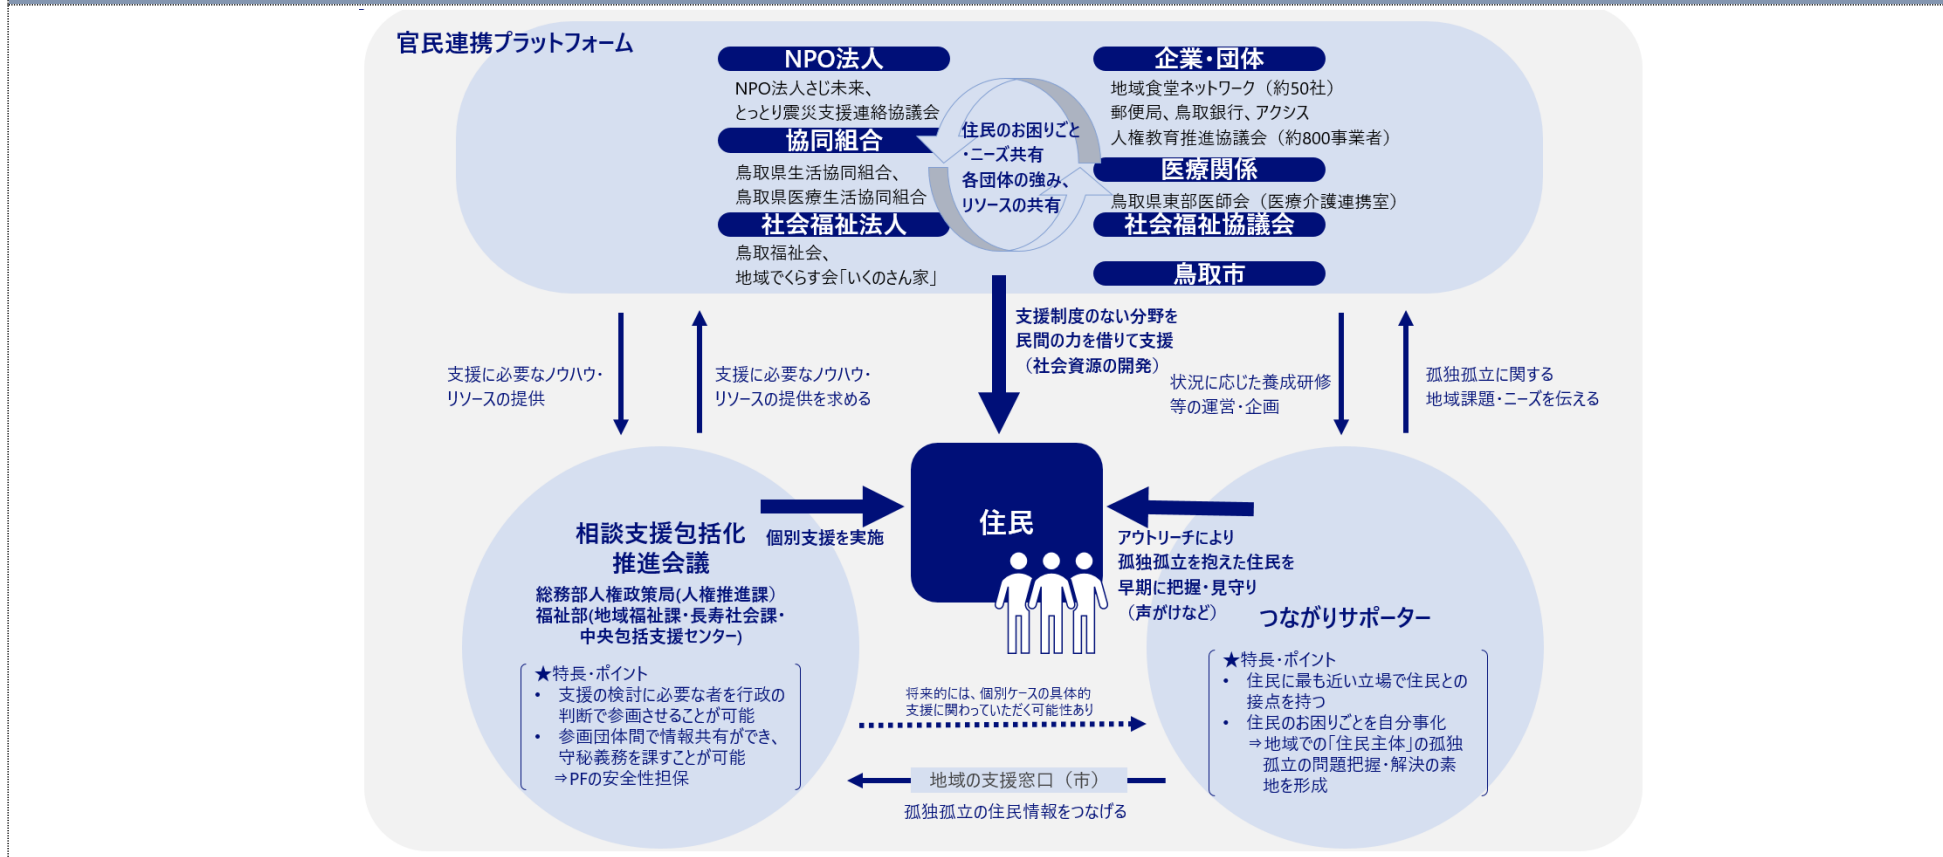 官民連携プラットフォーム
NPO法人
NPO法人さじ未来、
とっとり震災支援連絡協議会
協同組合
鳥取県生活協同組合、
鳥取県医療生活協同組合
社会福祉法人
鳥取福祉会、
地域でくらす会「いくのさん家」
住民のお困りごと
・ニーズ共有
各団体の強み、
リソースの共有
企業・団体
地域食堂ネットワーク（約50社）
郵便局、鳥取銀行、アクシス
人権教育推進協議会（約800事業者）
医療関係
鳥取県東部医師会（医療介護連携室）
社会福祉協議会
鳥取市
支援に必要なノウハウ・
リソースの提供
支援に必要なノウハウ・
リソースの提供を求める
支援制度のない分野を
民間の力を借りて支援
（社会資源の開発）
状況に応じた養成研修
等の運営・企画
孤独孤立に関する
地域課題・ニーズを伝える
相談支援包括化
推進会議
総務部人権政策局(人権推進課）
福祉部(地域福祉課・長寿社会課・
中央包括支援センター)
★特長・ポイント
• 支援の検討に必要な者を行政の
判断で参画させることが可能
• 参画団体間で情報共有ができ、
守秘義務を課すことが可能
⇒PFの安全性担保
個別支援を実施
住民
アウトリーチにより
孤独孤立を抱えた住民を
早期に把握・見守り
（声がけなど）
つながりサポーター
★特長・ポイント
• 住民に最も近い立場で住民との
接点を持つ
• 住民のお困りごとを自分事化
⇒地域での「住民主体」の孤独
孤立の問題把握・解決の素
地を形成
将来的には、個別ケースの具体的
支援に関わっていただく可能性あり
地域の支援窓口（市）
孤独孤立の住民情報をつなげる